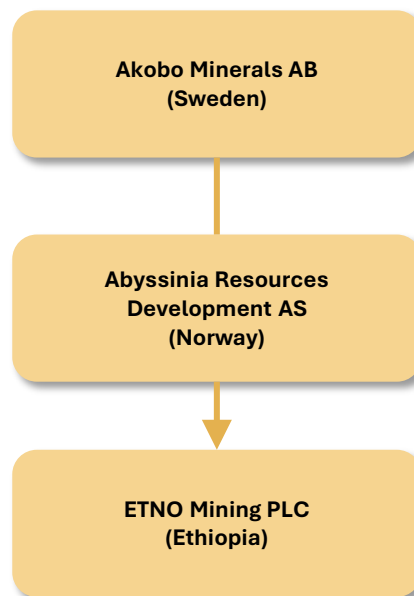 Akobo Minerals AB
(Sweden)
Abyssinia Resources
Development AS
(Norway)
ETNO Mining PLC
(Ethiopia)